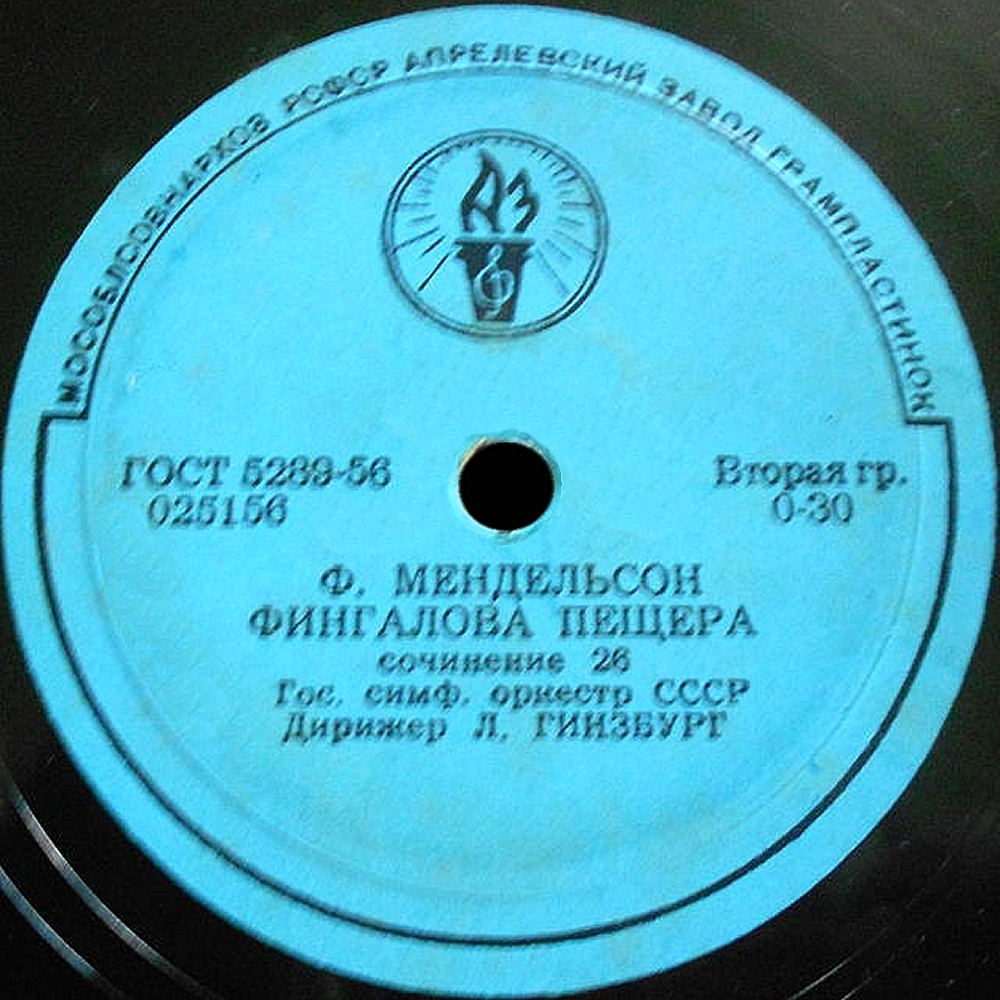 МОСОБЛСОВНАРХОЗ РСФСР АПРЕЛЕВСКИЙ ЗАВОД ГРАМПЛАСТИНОК
АЗ
ГОСТ 5289-56
025156
Вторая гр.
0-30
Ф. МЕНДЕЛЬСОН
ФИНГАЛОВА ПЕЩЕРА
сочинение 26
Гос. симф. оркестр СССР
Дирижер Л. ГИНЗБУРГ